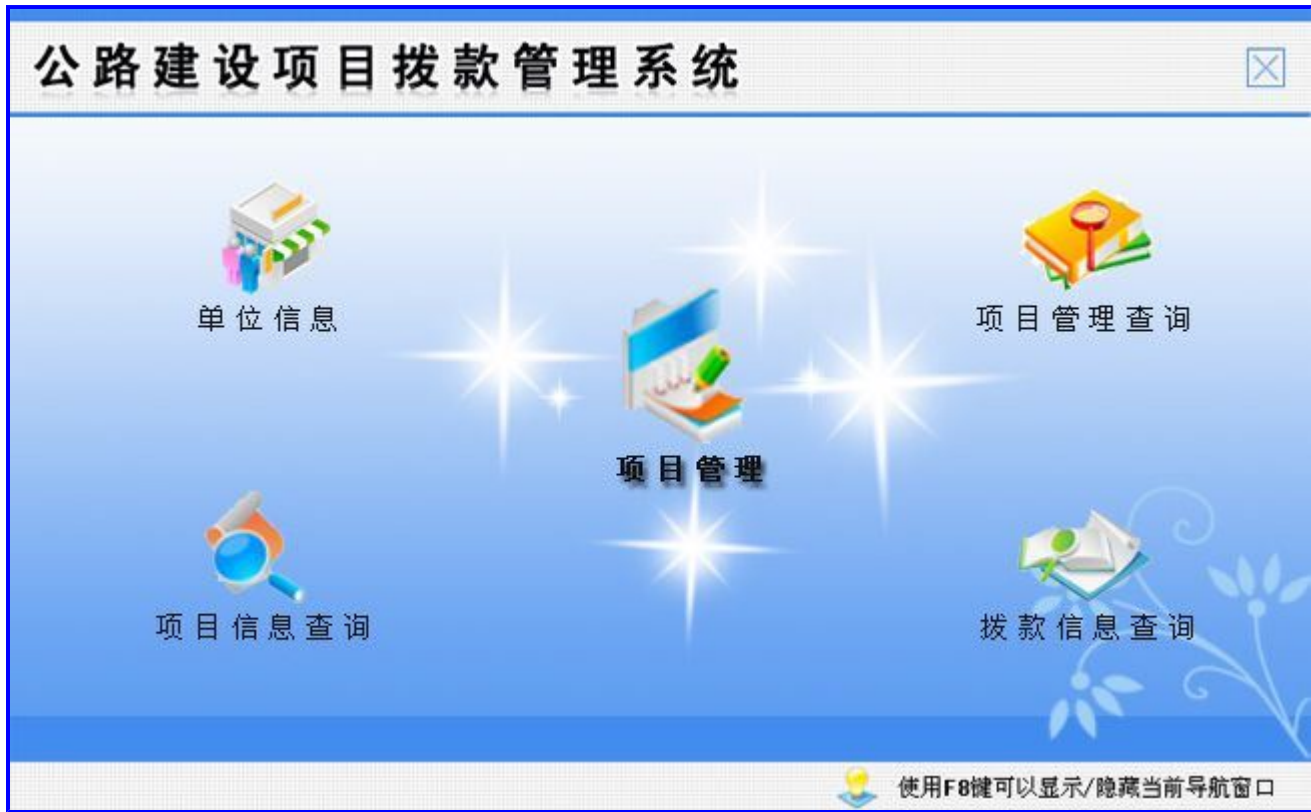 公路建设项目拨款管理系统
单位信息
项目管理查询
项目管理
项目信息查询
拨款信息查询
使用F8键可以显示/隐藏当前导航窗口